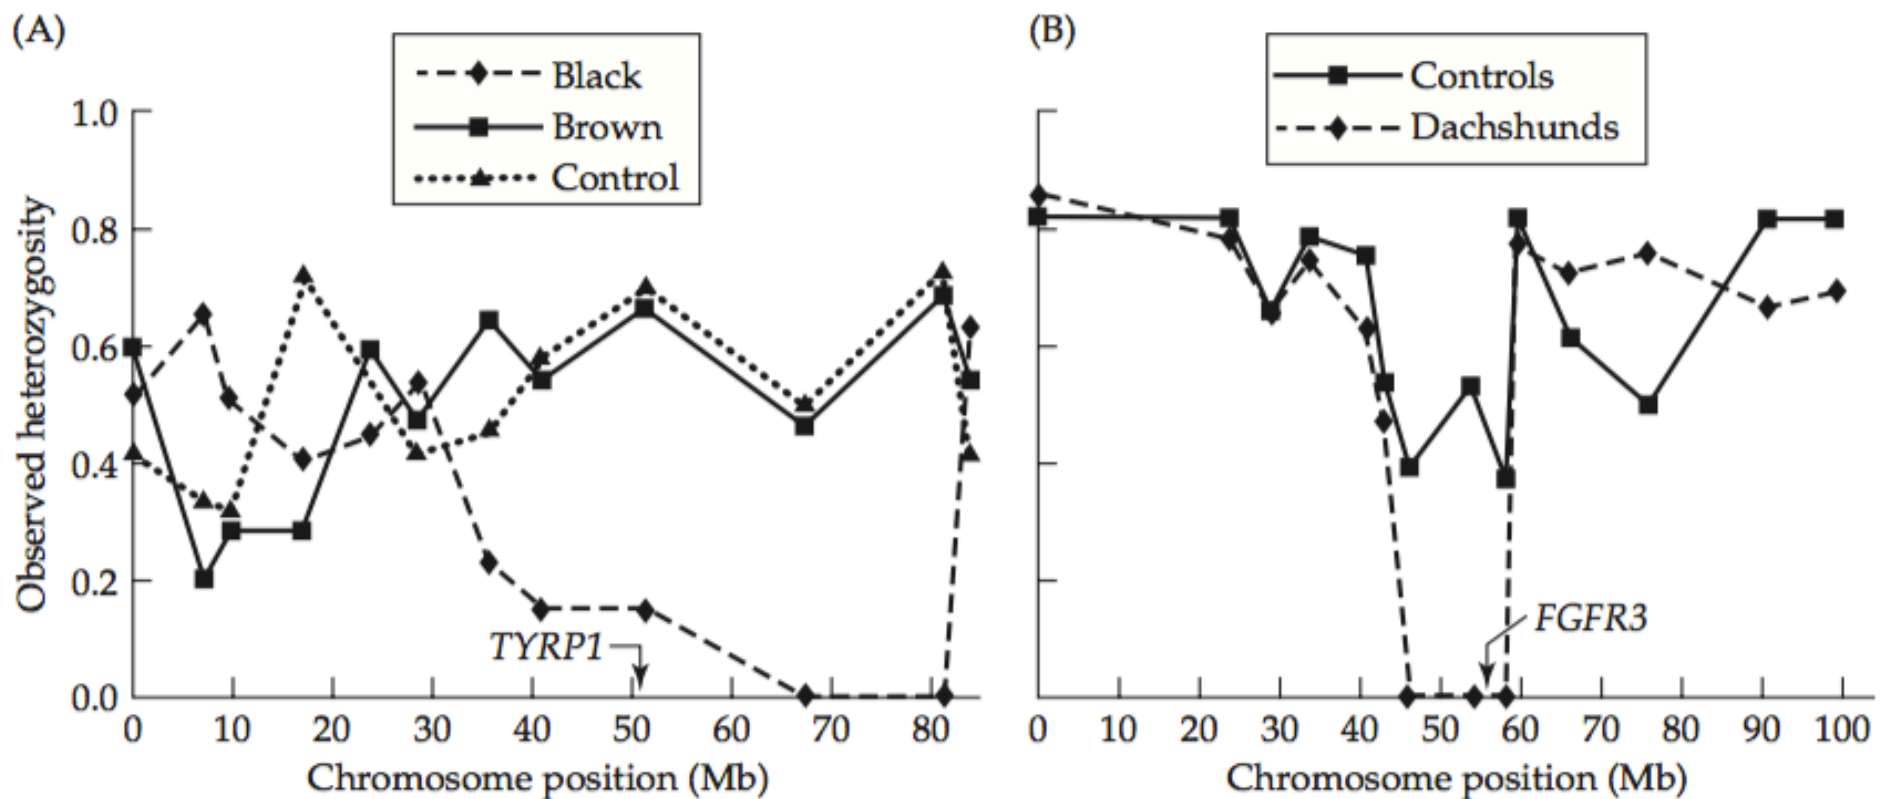 (A)
Black
Brown
Control
Observed heterozygosity
1.0
0.8
0.6
0.4
0.2
0.0
TYRP1
0 10 20 30 40 50 60 70 80
Chromosome position (Mb)
(B)
Controls
Dachshunds
FGFR3
0 10 20 30 40 50 60 70 80 90 100
Chromosome position (Mb)